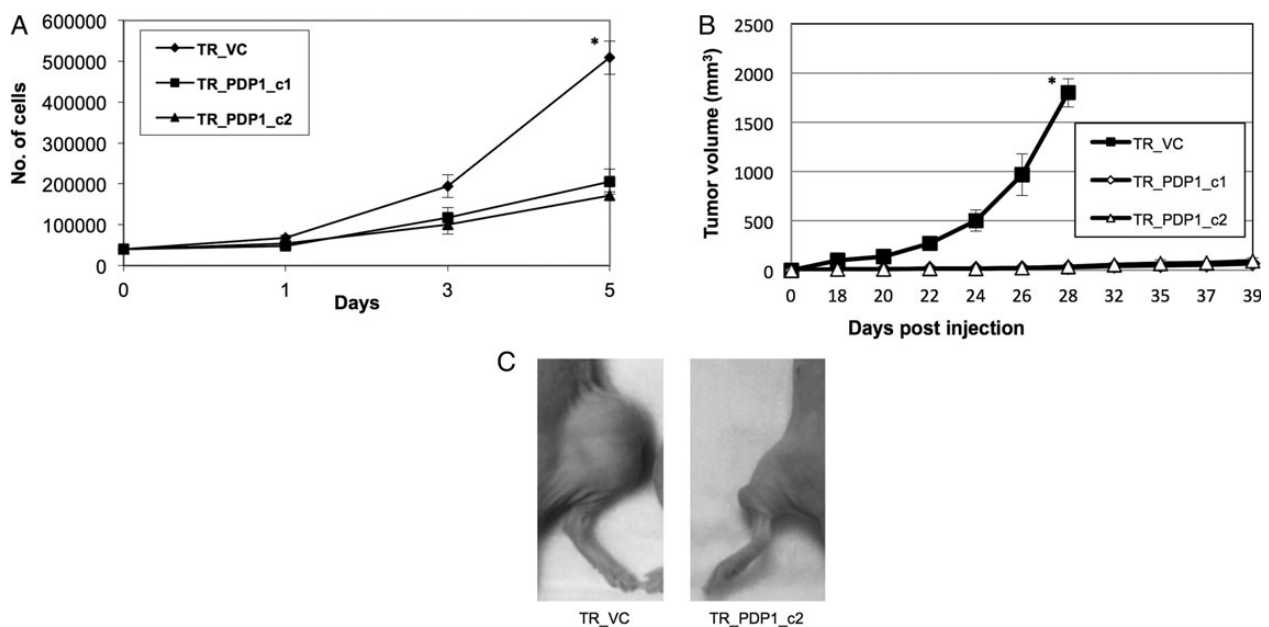 A
No. of cells
600000
500000
400000
300000
200000
100000
0
TR_VC
TR_PDP1_c1
TR_PDP1_c2
*
0 1 3 5
Days
B
Tumor volume (mm³)
2500
2000
1500
1000
500
0
*
TR_VC
TR_PDP1_c1
TR_PDP1_c2
0 18 20 22 24 26 28 32 35 37 39
Days post injection
C
TR_VC
TR_PDP1_c2